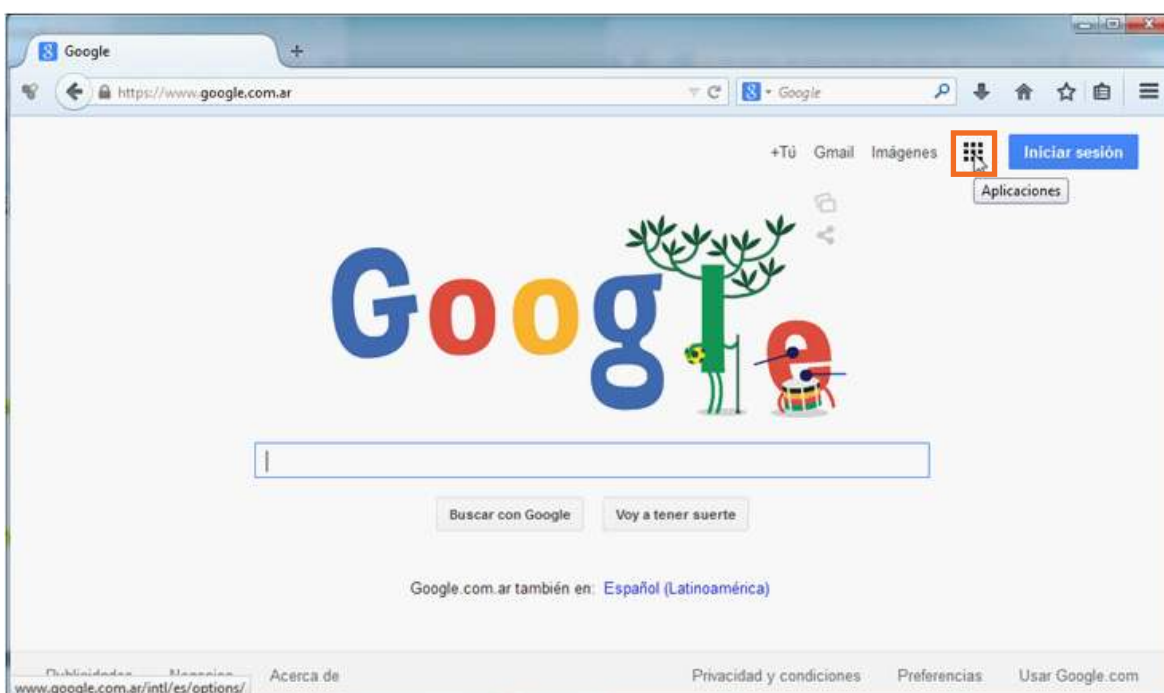 Google
https://www.google.com.ar
Google
+Tú Gmail Imágenes Iniciar sesión
Aplicaciones
Google
Buscar con Google Voy a tener suerte
Google.com.ar también en: Español (Latinoamérica)
Acerca de Privacidad y condiciones Preferencias Usar Google.com
www.google.com.ar/intl/es/options/